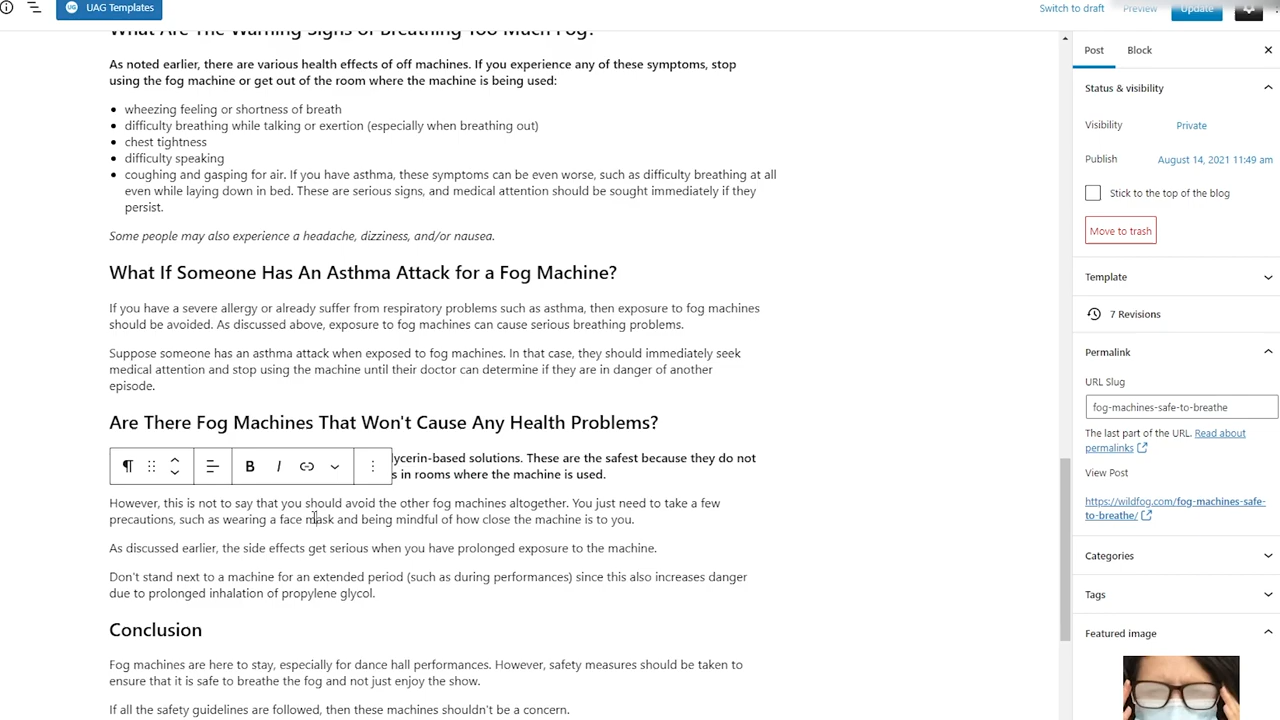 UAG Templates
Switch to draft
Preview
Update
What Are The Warning Signs of Breathing Too Much Fog?
As noted earlier, there are various health effects of off machines. If you experience any of these symptoms, stop
using the fog machine or get out of the room where the machine is being used:
wheezing feeling or shortness of breath
difficulty breathing while talking or exertion (especially when breathing out)
chest tightness
difficulty speaking
coughing and gasping for air. If you have asthma, these symptoms can be even worse, such as difficulty breathing at all
even while laying down in bed. These are serious signs, and medical attention should be sought immediately if they
persist.
Some people may also experience a headache, dizziness, and/or nausea.
What If Someone Has An Asthma Attack for a Fog Machine?
If you have a severe allergy or already suffer from respiratory problems such as asthma, then exposure to fog machines
should be avoided. As discussed above, exposure to fog machines can cause serious breathing problems.
Suppose someone has an asthma attack when exposed to fog machines. In that case, they should immediately seek
medical attention and stop using the machine until their doctor can determine if they are in danger of another
episode.
Are There Fog Machines That Won't Cause Any Health Problems?
B I
lycerin-based solutions. These are the safest because they do not
s in rooms where the machine is used.
However, this is not to say that you should avoid the other fog machines altogether. You just need to take a few
precautions, such as wearing a face mask and being mindful of how close the machine is to you.
As discussed earlier, the side effects get serious when you have prolonged exposure to the machine.
Don't stand next to a machine for an extended period (such as during performances) since this also increases danger
due to prolonged inhalation of propylene glycol.
Conclusion
Fog machines are here to stay, especially for dance hall performances. However, safety measures should be taken to
ensure that it is safe to breathe the fog and not just enjoy the show.
If all the safety guidelines are followed, then these machines shouldn't be a concern.
Post
Block
Status & visibility
Visibility
Private
Publish
August 14, 2021 11:49 am
Stick to the top of the blog
Move to trash
Template
7 Revisions
Permalink
URL Slug
fog-machines-safe-to-breathe
The last part of the URL. Read about
permalinks
View Post
https://wildfog.com/fog-machines-safe-
to-breathe/
Categories
Tags
Featured image